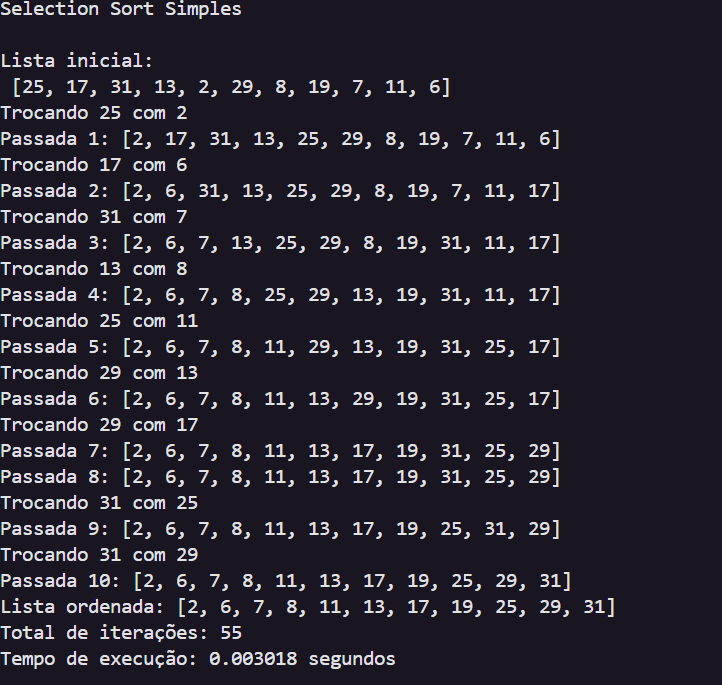 Selection Sort Simples
Lista inicial:
[25, 17, 31, 13, 2, 29, 8, 19, 7, 11, 6]
Trocando 25 com 2
Passada 1: [2, 17, 31, 13, 25, 29, 8, 19, 7, 11, 6]
Trocando 17 com 6
Passada 2: [2, 6, 31, 13, 25, 29, 8, 19, 7, 11, 17]
Trocando 31 com 7
Passada 3: [2, 6, 7, 13, 25, 29, 8, 19, 31, 11, 17]
Trocando 13 com 8
Passada 4: [2, 6, 7, 8, 25, 29, 13, 19, 31, 11, 17]
Trocando 25 com 11
Passada 5: [2, 6, 7, 8, 11, 29, 13, 19, 31, 25, 17]
Trocando 29 com 13
Passada 6: [2, 6, 7, 8, 11, 13, 29, 19, 31, 25, 17]
Trocando 29 com 17
Passada 7: [2, 6, 7, 8, 11, 13, 17, 19, 31, 25, 29]
Passada 8: [2, 6, 7, 8, 11, 13, 17, 19, 31, 25, 29]
Trocando 31 com 25
Passada 9: [2, 6, 7, 8, 11, 13, 17, 19, 25, 31, 29]
Trocando 31 com 29
Passada 10: [2, 6, 7, 8, 11, 13, 17, 19, 25, 29, 31]
Lista ordenada: [2, 6, 7, 8, 11, 13, 17, 19, 25, 29, 31]
Total de iterações: 55
Tempo de execução: 0.003018 segundos